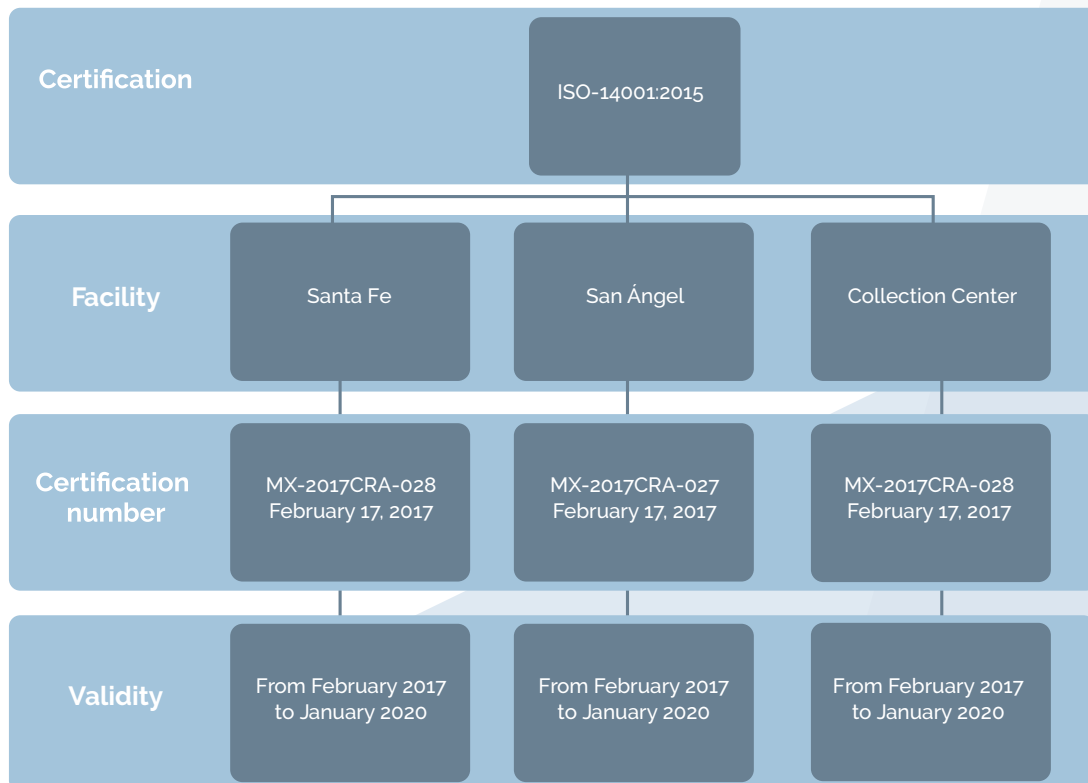 Certification
ISO-14001:2015
Facility
Santa Fe
San Ángel
Collection Center
Certification
number
MX-2017CRA-028
February 17, 2017
MX-2017CRA-027
February 17, 2017
MX-2017CRA-028
February 17, 2017
Validity
From February 2017
to January 2020
From February 2017
to January 2020
From February 2017
to January 2020